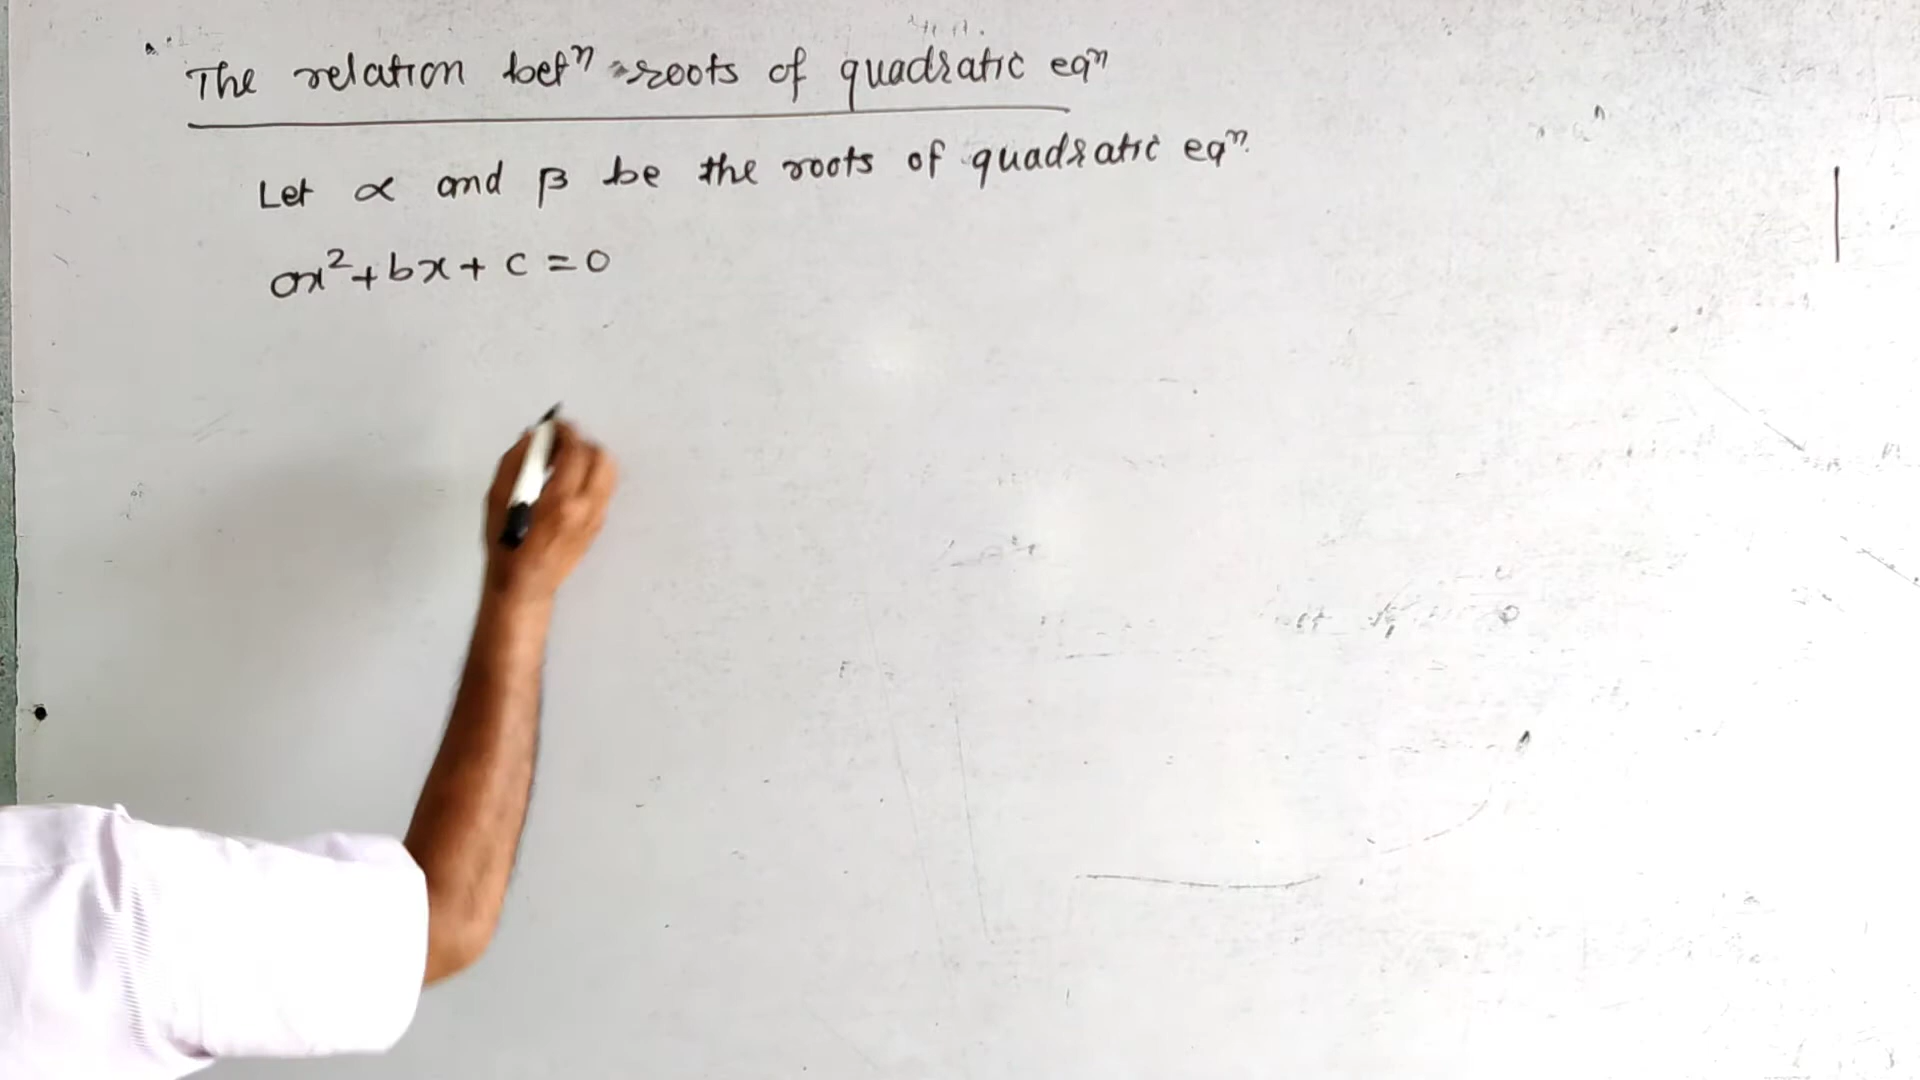 The relation betⁿ roots of quadratic eqⁿ
Let α and β be the roots of quadratic eqⁿ.
ax²+bx+c=0